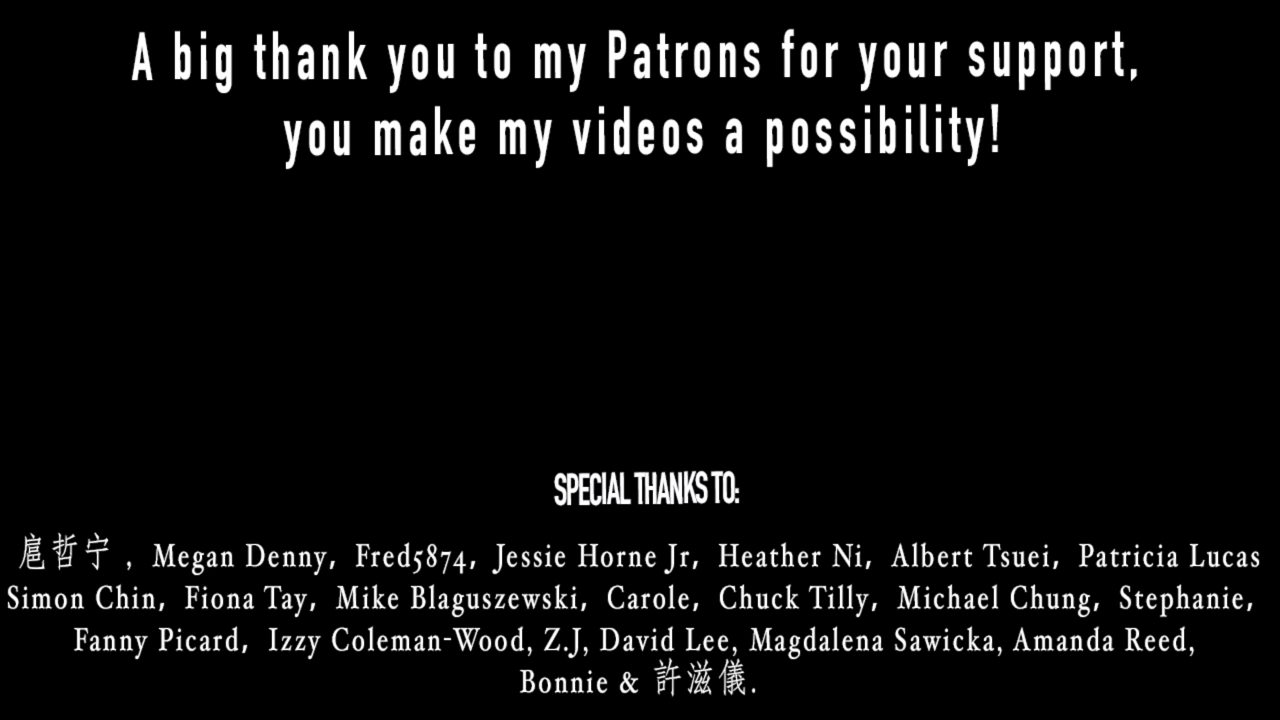 A big thank you to my Patrons for your support,
you make my videos a possibility!
SPECIAL THANKS TO:
扈哲宁 , Megan Denny, Fred5874, Jessie Horne Jr, Heather Ni, Albert Tsuei, Patricia Lucas
Simon Chin, Fiona Tay, Mike Blaguszewski, Carole, Chuck Tilly, Michael Chung, Stephanie,
Fanny Picard, Izzy Coleman-Wood, Z.J, David Lee, Magdalena Sawicka, Amanda Reed,
Bonnie & 許滋儀.